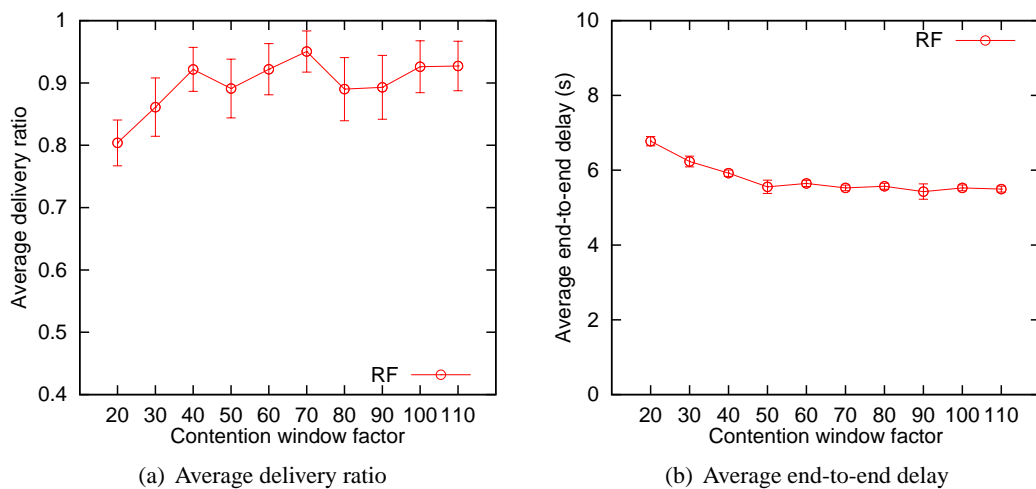 1
0.9
0.8
0.7
0.6
0.5
0.4
Average delivery ratio
RF
20 30 40 50 60 70 80 90 100 110
Contention window factor
(a) Average delivery ratio
10
8
6
4
2
0
Average end-to-end delay (s)
RF
20 30 40 50 60 70 80 90 100 110
Contention window factor
(b) Average end-to-end delay